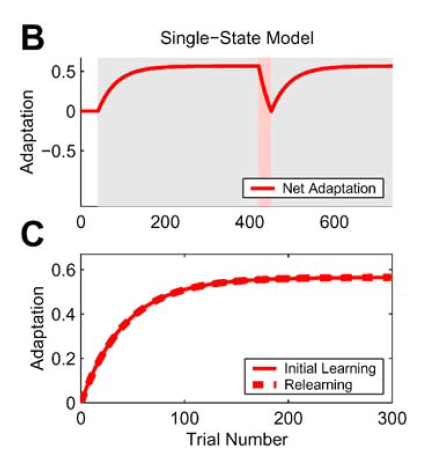 B
Single−State Model
Adaptation
0.5
0
−0.5
Net Adaptation
0 200 400 600
C
Adaptation
0.6
0.4
0.2
0
Initial Learning
Relearning
0 100 200 300
Trial Number